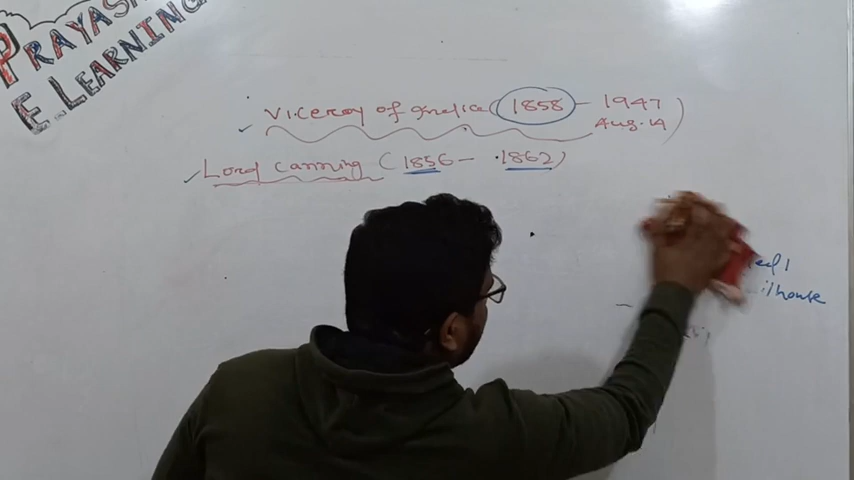 PRAYAS
E. LEARNING
Viceroy of India (1858 - 1947
Aug. 14)
Lord Canning (1856 - 1862)